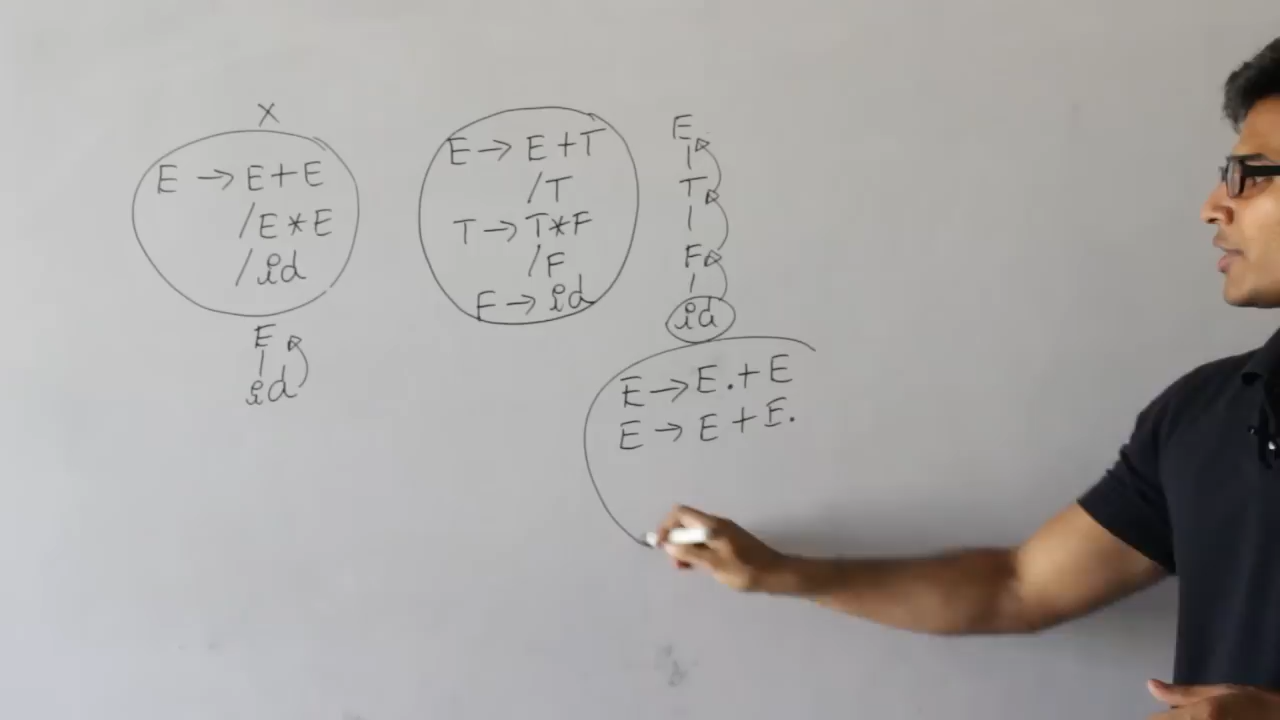 X
E → E + E
/ E * E
/ id
E
id
E → E + T
/ T
T → T * F
/ F
F → id
E
T
F
id
E → E . + E
E → E + E .